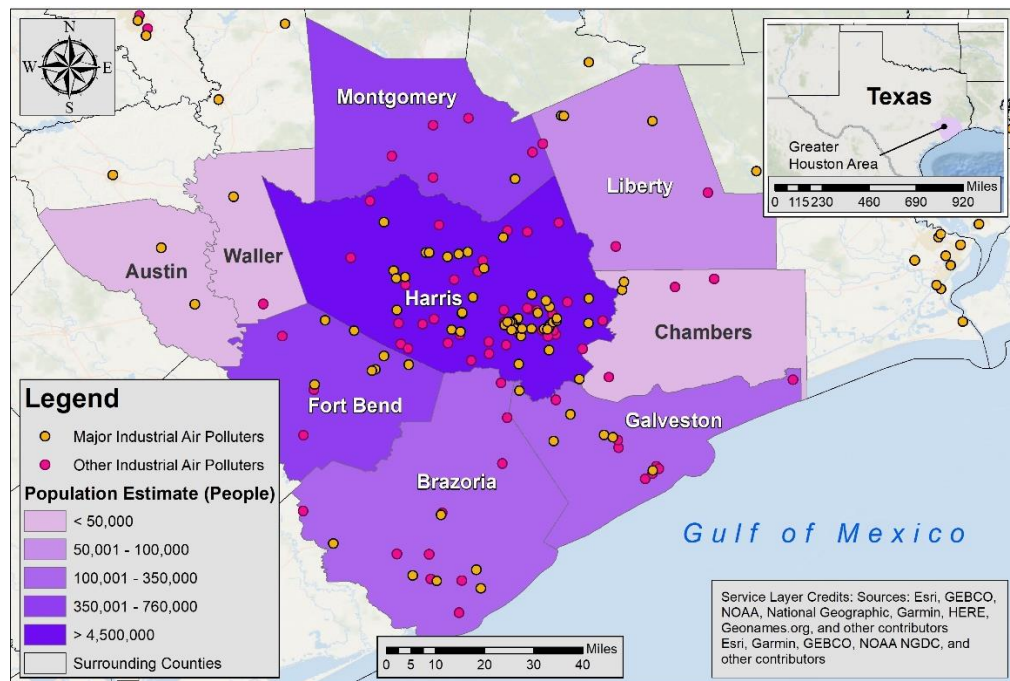 N
W E
S
Montgomery
Liberty
Waller
Austin
Harris
Chambers
Fort Bend
Galveston
Brazoria
Gulf of Mexico
Texas
Greater
Houston Area
Miles
0 115 230 460 690 920
Legend
Major Industrial Air Polluters
Other Industrial Air Polluters
Population Estimate (People)
< 50,000
50,001 - 100,000
100,001 - 350,000
350,001 - 760,000
> 4,500,000
Surrounding Counties
Miles
0 5 10 20 30 40
Service Layer Credits: Sources: Esri, GEBCO,
NOAA, National Geographic, Garmin, HERE,
Geonames.org, and other contributors
Esri, Garmin, GEBCO, NOAA NGDC, and
other contributors